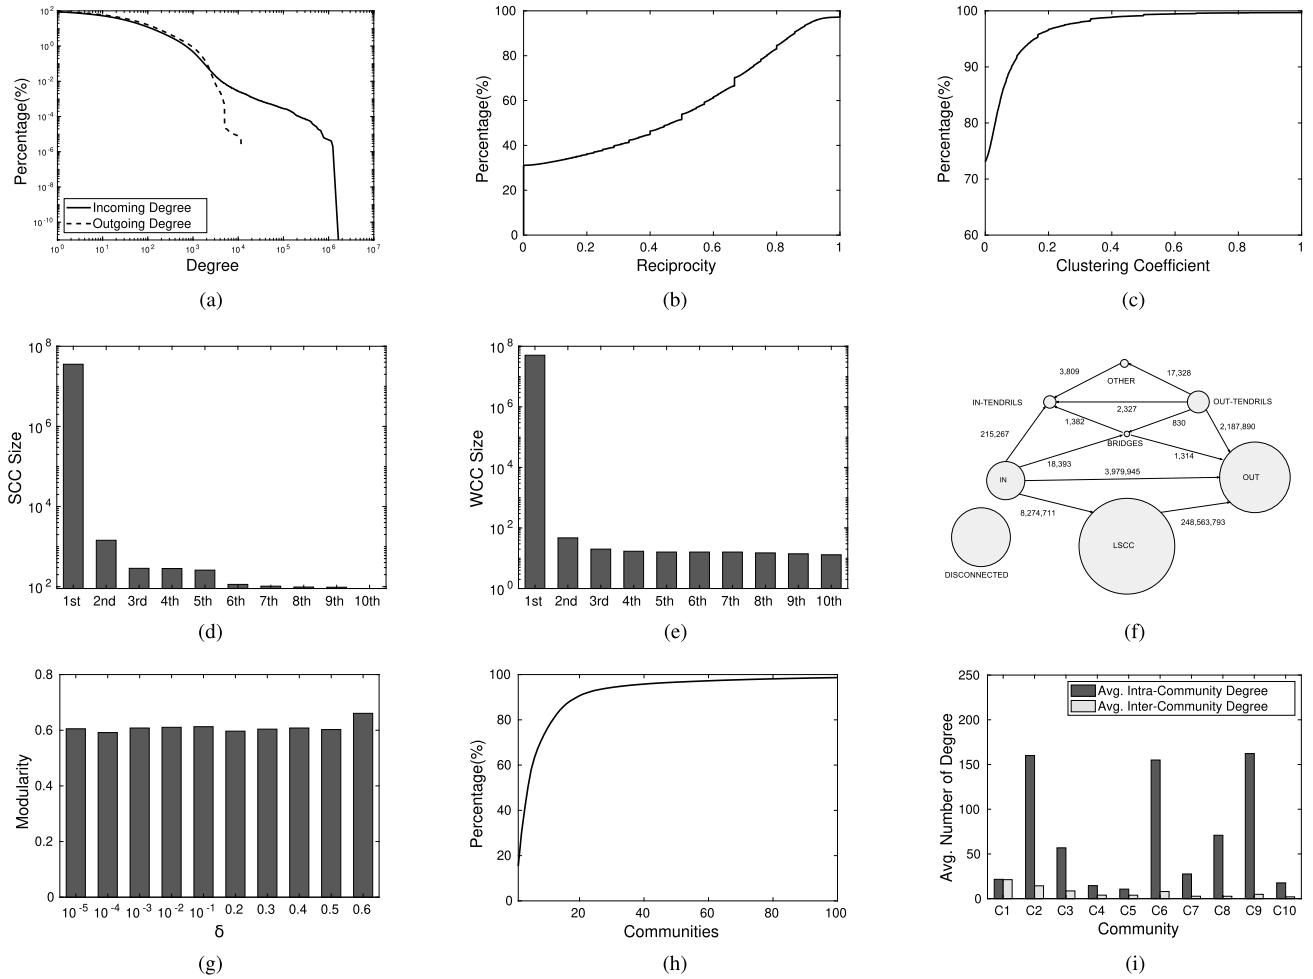 10^2
10^0
10^-2
10^-4
10^-6
10^-8
10^-10
Percentage(%)
Incoming Degree
Outgoing Degree
10^0 10^1 10^2 10^3 10^4 10^5 10^6 10^7
Degree
(a)
100
80
60
40
20
0
Percentage(%)
0 0.2 0.4 0.6 0.8 1
Reciprocity
(b)
100
90
80
70
60
Percentage(%)
0 0.2 0.4 0.6 0.8 1
Clustering Coefficient
(c)
10^8
10^6
10^4
10^2
SCC Size
1st 2nd 3rd 4th 5th 6th 7th 8th 9th 10th
(d)
10^8
10^6
10^4
10^2
10^0
WCC Size
1st 2nd 3rd 4th 5th 6th 7th 8th 9th 10th
(e)
3,809 17,328
OTHER
IN-TENDRILS OUT-TENDRILS
2,327
1,382 830
215,267 2,187,890
BRIDGES
18,393 1,314
3,979,945
IN OUT
8,274,711 248,563,793
LSCC
DISCONNECTED
(f)
0.8
0.6
0.4
0.2
0
Modularity
10^-5 10^-4 10^-3 10^-2 10^-1 0.2 0.3 0.4 0.5 0.6
δ
(g)
100
80
60
40
20
0
Percentage(%)
20 40 60 80 100
Communities
(h)
250
200
150
100
50
0
Avg. Number of Degree
Avg. Intra-Community Degree
Avg. Inter-Community Degree
C1 C2 C3 C4 C5 C6 C7 C8 C9 C10
Community
(i)